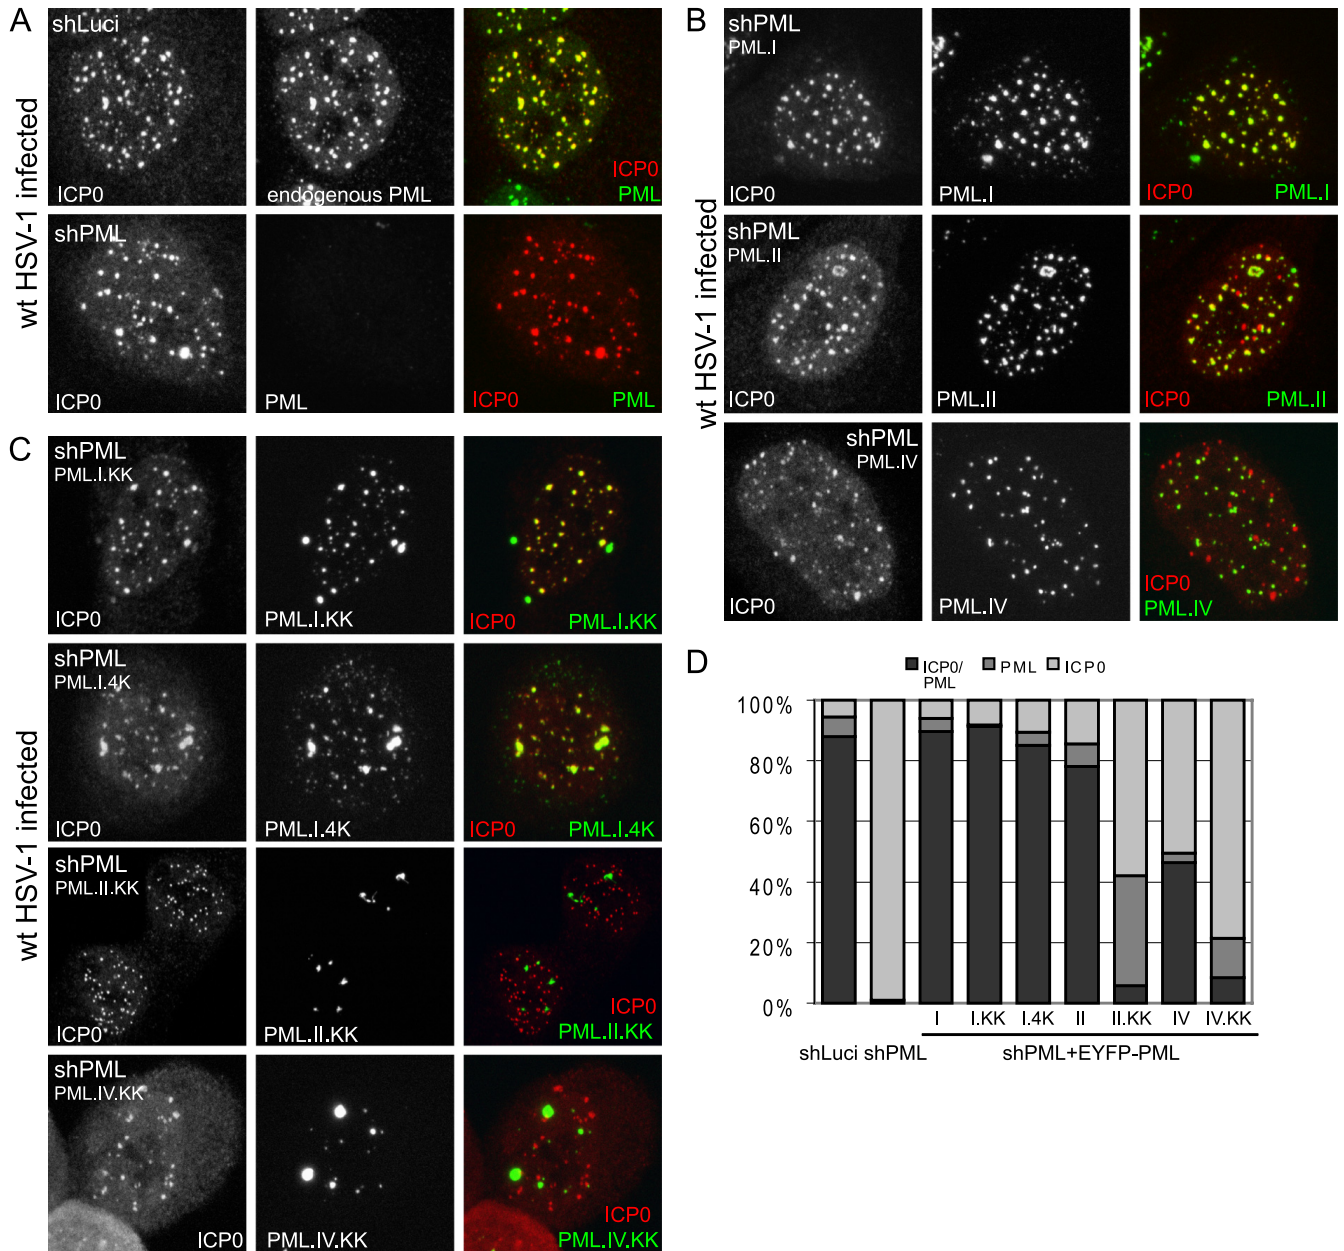 A
wt HSV-1 infected
shLuci
ICP0
endogenous PML
ICP0
PML
shPML
ICP0
PML
ICP0
PML
B
wt HSV-1 infected
shPML
PML.I
ICP0
PML.I
ICP0
PML.I
shPML
PML.II
ICP0
PML.II
ICP0
PML.II
shPML
PML.IV
ICP0
PML.IV
ICP0
PML.IV
C
wt HSV-1 infected
shPML
PML.I.KK
ICP0
PML.I.KK
ICP0
PML.I.KK
shPML
PML.I.4K
ICP0
PML.I.4K
ICP0
PML.I.4K
shPML
PML.II.KK
ICP0
PML.II.KK
ICP0
PML.II.KK
shPML
PML.IV.KK
ICP0
PML.IV.KK
ICP0
PML.IV.KK
D
ICP0/
PML
PML
ICP0
100%
80%
60%
40%
20%
0%
I I.KK I.4K II II.KK IV IV.KK
shLuci shPML shPML+EYFP-PML